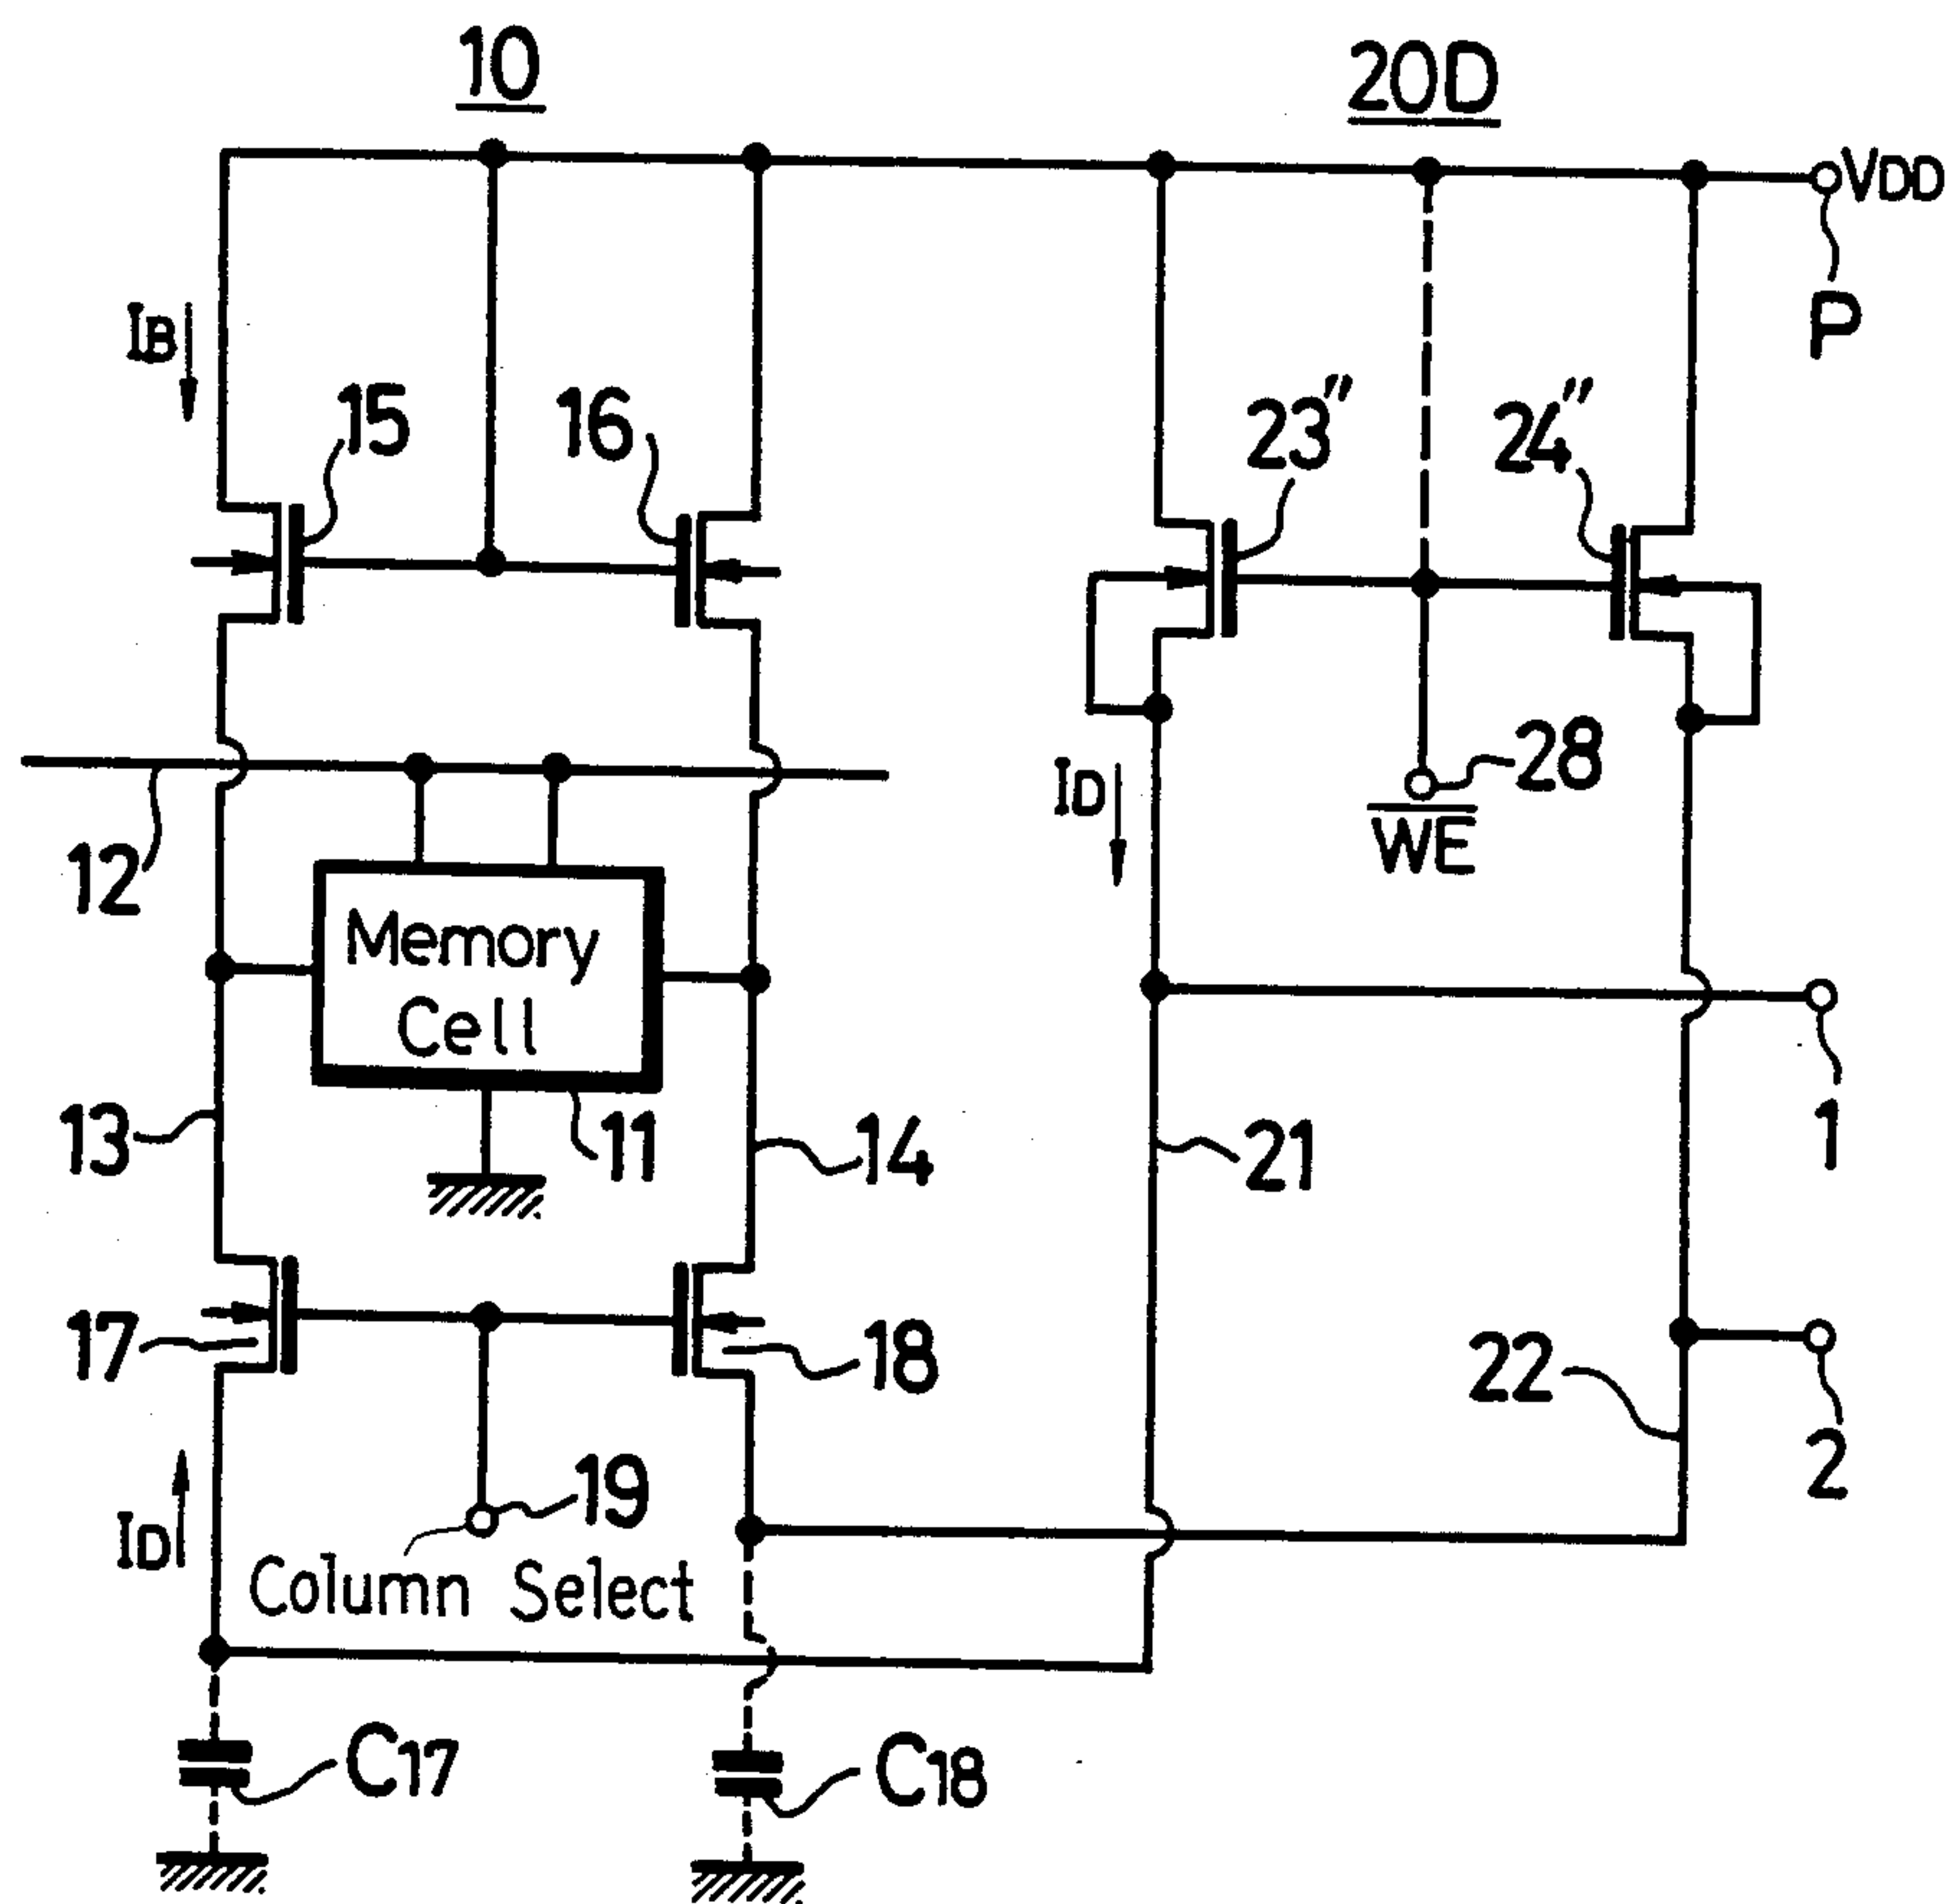 10
20D
VDD
P
IB
15
16
23"
24"
28
WE
ID
12
Memory
Cell
13
11
14
21
1
17
18
22
2
19
ID
Column Select
C17
C18